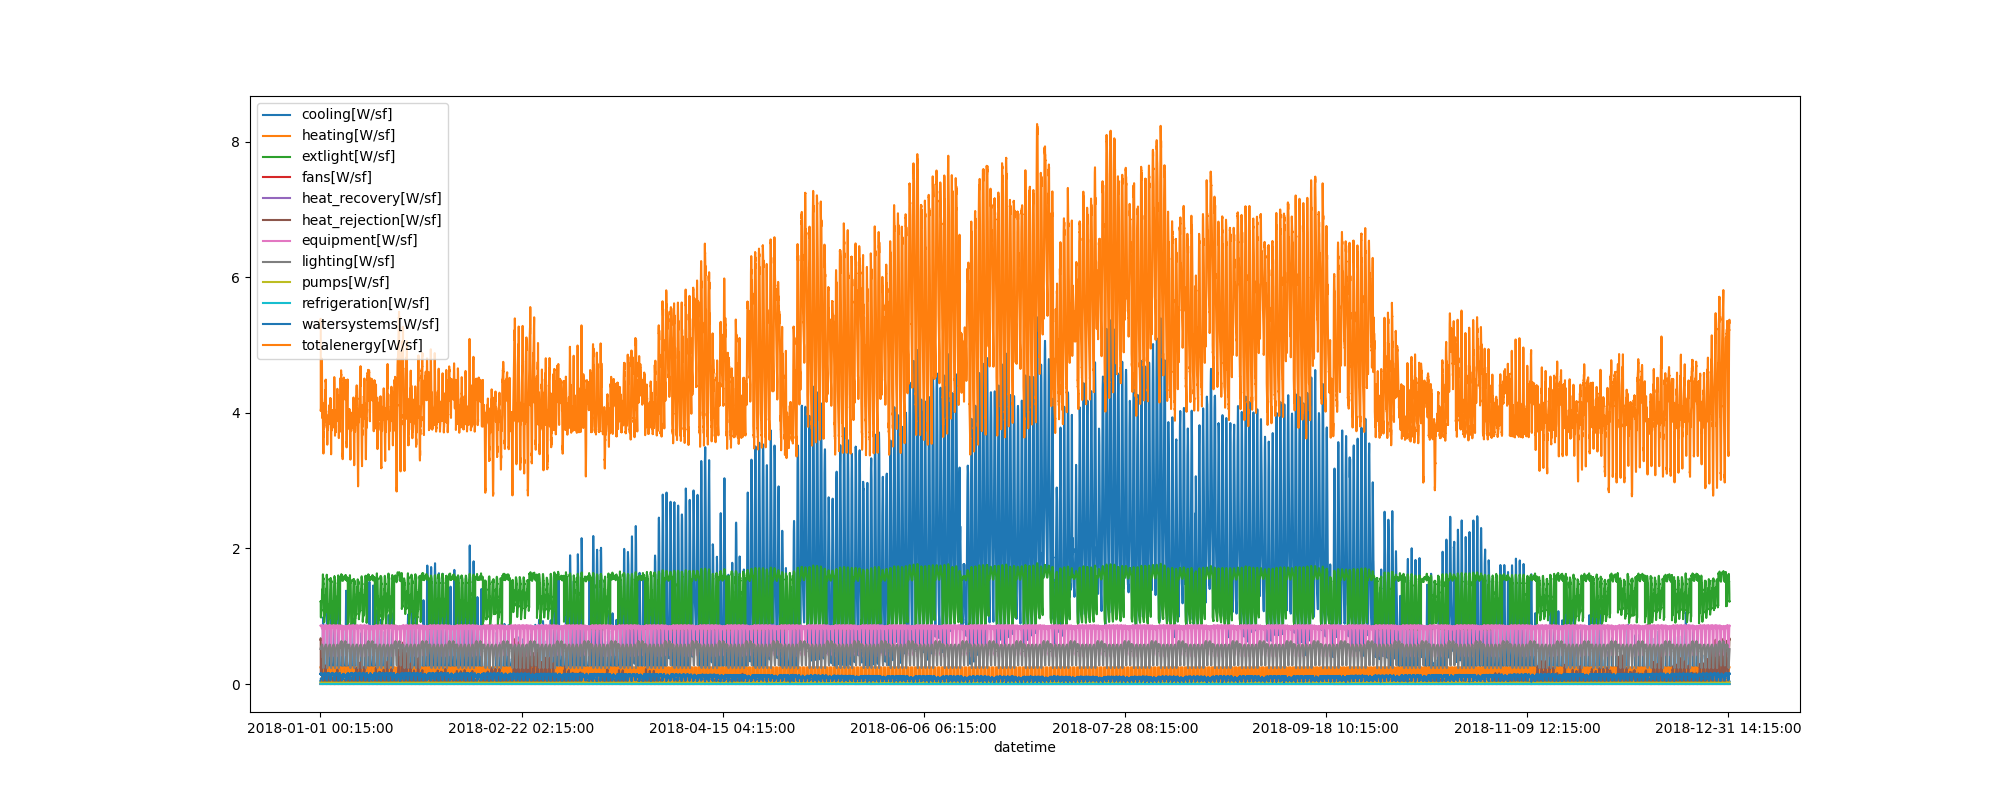 cooling[W/sf]
heating[W/sf]
extlight[W/sf]
fans[W/sf]
heat_recovery[W/sf]
heat_rejection[W/sf]
equipment[W/sf]
lighting[W/sf]
pumps[W/sf]
refrigeration[W/sf]
watersystems[W/sf]
totalenergy[W/sf]
8
6
4
2
0
2018-01-01 00:15:00 2018-02-22 02:15:00 2018-04-15 04:15:00 2018-06-06 06:15:00 2018-07-28 08:15:00 2018-09-18 10:15:00 2018-11-09 12:15:00 2018-12-31 14:15:00
datetime